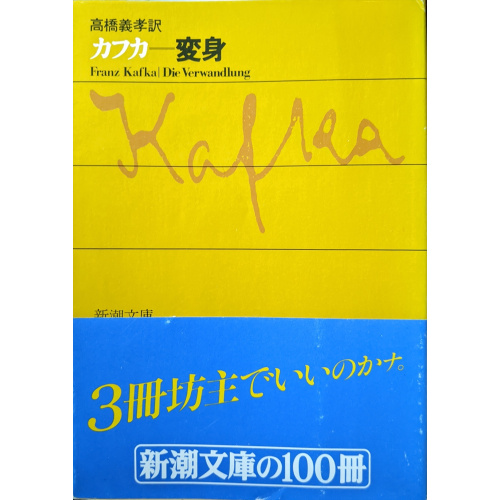 高橋義孝訳
カフカ―変身
Franz Kafka | Die Verwandlung
Kafka
新潮文庫
3冊坊主でいいのかナ。
新潮文庫の100冊